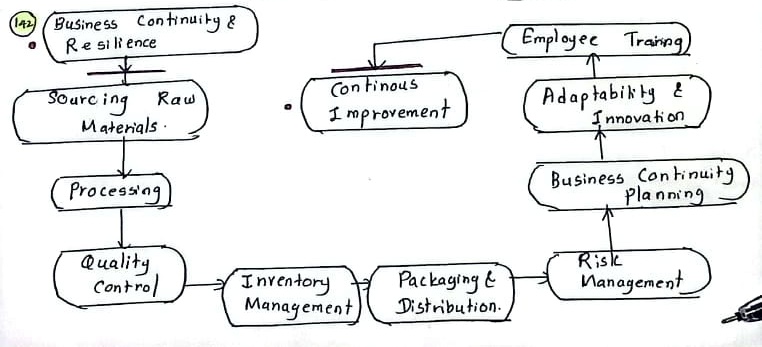 142
Business Continuity &
Resilience
Sourcing Raw
Materials.
Processing
Quality
Control
Inventory
Management
Packaging &
Distribution.
Risk
Management
Business Continuity
Planning
Adaptability &
Innovation
Employee Traring
Continous
Improvement